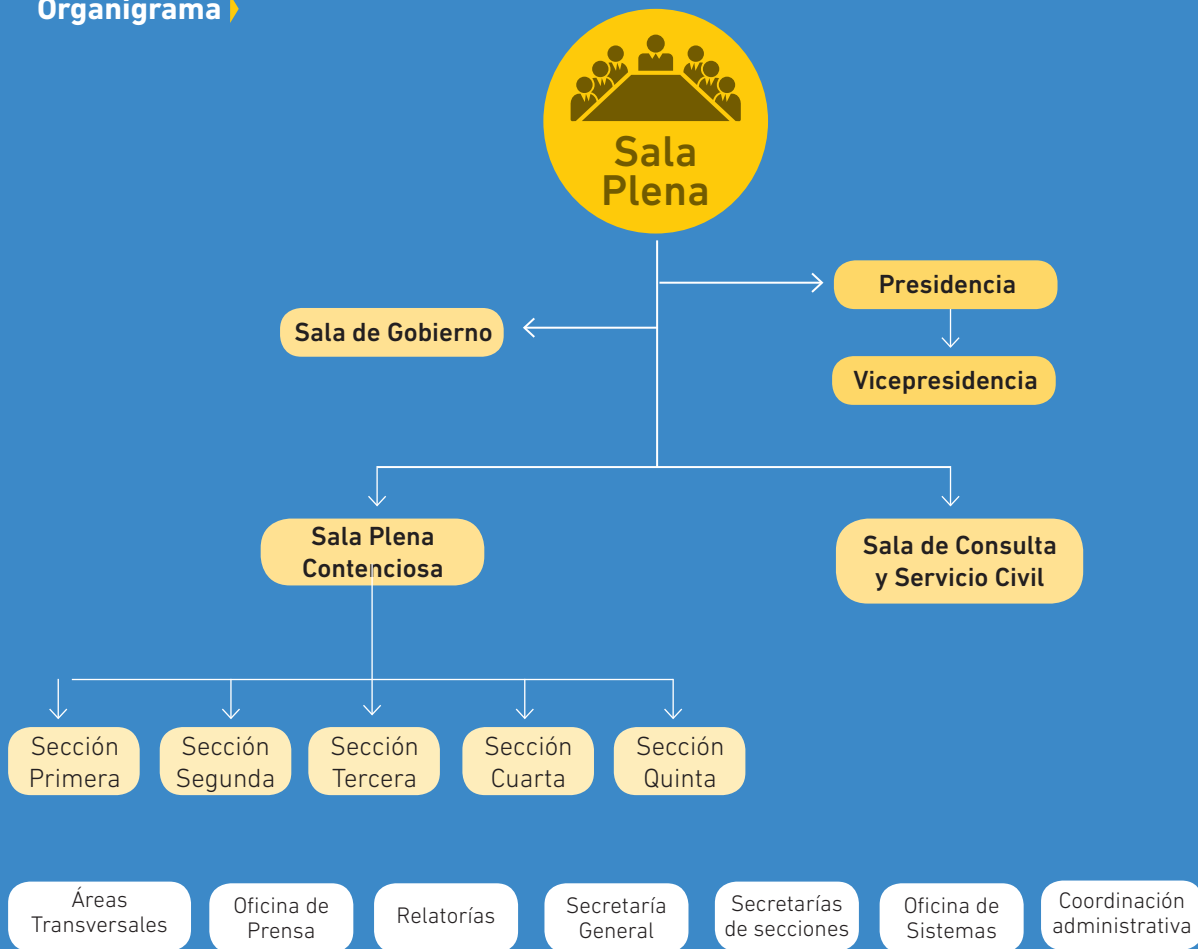 Organigrama
Sala
Plena
Presidencia
Sala de Gobierno
Vicepresidencia
Sala Plena
Contenciosa
Sala de Consulta
y Servicio Civil
Sección
Primera
Sección
Segunda
Sección
Tercera
Sección
Cuarta
Sección
Quinta
Áreas
Transversales
Oficina de
Prensa
Relatorías
Secretaría
General
Secretarías
de secciones
Oficina de
Sistemas
Coordinación
administrativa